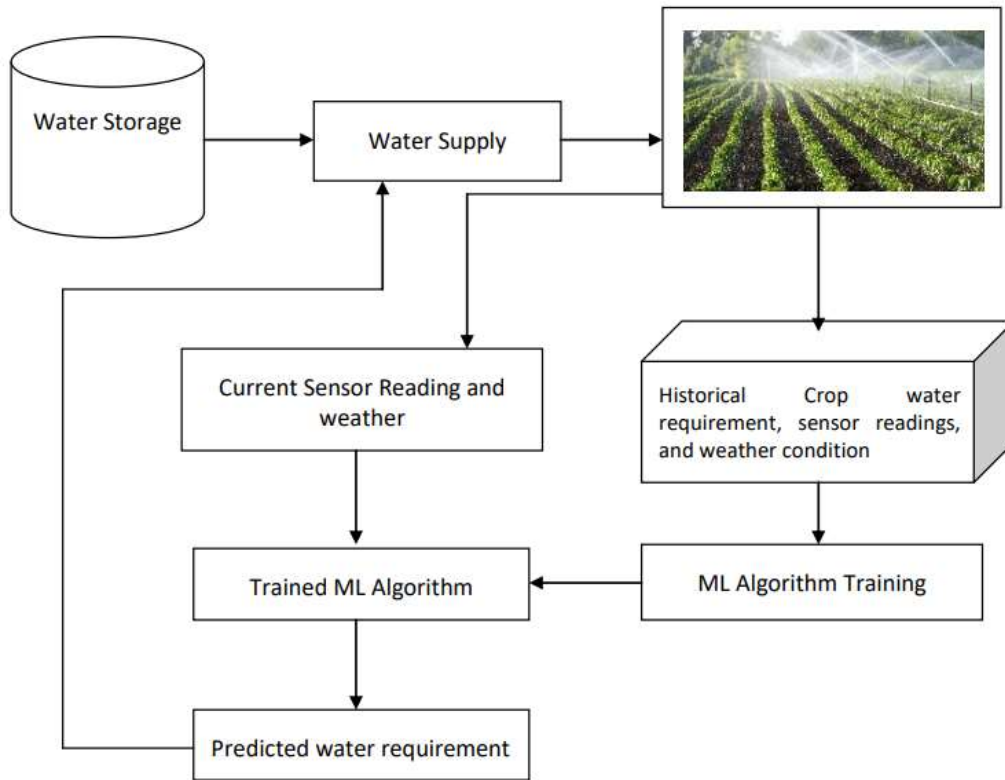 Water Storage
Water Supply
Current Sensor Reading and
weather
Historical Crop water
requirement, sensor readings,
and weather condition
Trained ML Algorithm
ML Algorithm Training
Predicted water requirement